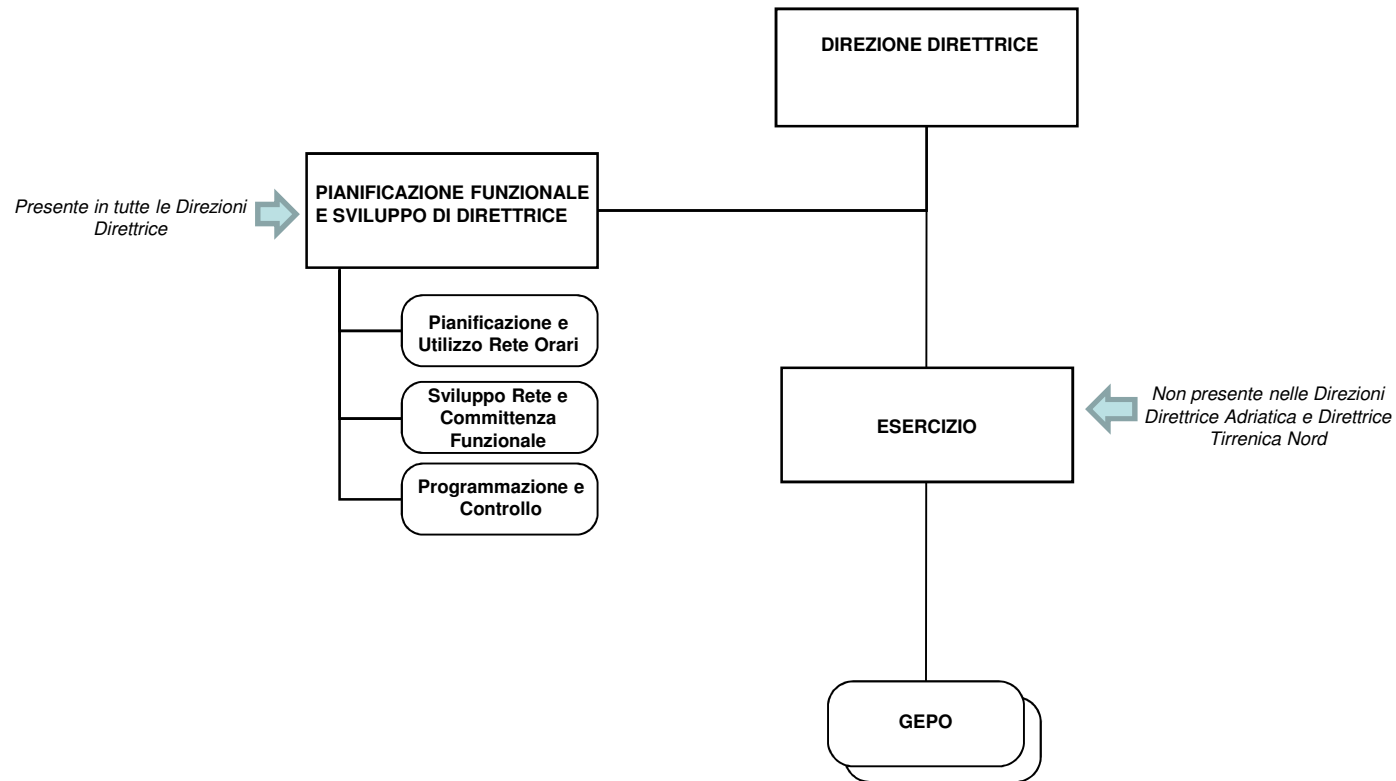 DIREZIONE DIRETTRICE
PIANIFICAZIONE FUNZIONALE
E SVILUPPO DI DIRETTRICE
Presente in tutte le Direzioni
Direttrice
Pianificazione e
Utilizzo Rete Orari
Sviluppo Rete e
Committenza
Funzionale
Programmazione e
Controllo
ESERCIZIO
Non presente nelle Direzioni
Direttrice Adriatica e Direttrice
Tirrenica Nord
GEPO